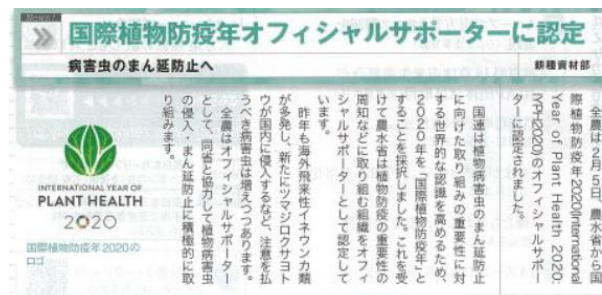 News 1
国際植物防疫年オフィシャルサポーターに認定
病害虫のまん延防止へ
耕種資材部
全農は2月5日、農水省から国
際植物防疫年2020(International
Year of Plant Health 2020:
IYPH2020)のオフィシャルサポー
ターに認定されました。
国連は植物病害虫のまん延防止
に向けた取り組みの重要性に対
する世界的な認識を高めるため、
2020年を「国際植物防疫年」と
することを採択しました。これを受
けて農水省は植物防疫の重要性の
周知などに取り組む組織をオフィ
シャルサポーターとして認定して
います。
昨年も海外飛来性イネウンカ類
が多発し、新たにツマジロクサヨト
ウが国内に侵入するなど、注意を払
うべき病害虫は増えつつあります。
全農はオフィシャルサポーター
として、同省と協力して植物病害虫
の侵入・まん延防止に積極的に取
り組みます。
INTERNATIONAL YEAR OF
PLANT HEALTH
2020
国際植物防疫年2020の
ロゴ